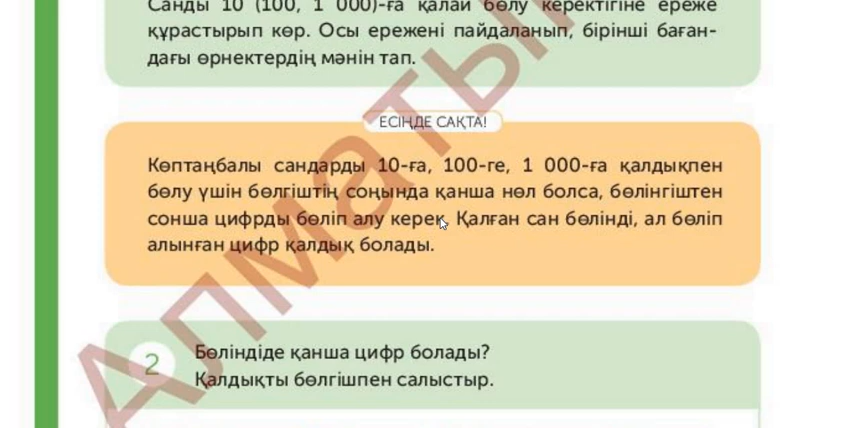 Санды 10 (100, 1 000)-ға қалай бөлу керектігіне ереже
құрастырып көр. Осы ережені пайдаланып, бірінші баған-
дағы өрнектердің мәнін тап.
ЕСІҢДЕ САҚТА!
Көптаңбалы сандарды 10-ға, 100-ге, 1 000-ға қалдықпен
бөлу үшін бөлгіштің соңында қанша нөл болса, бөлінгіштен
сонша цифрды бөліп алу керек. Қалған сан бөлінді, ал бөліп
алынған цифр қалдық болады.
2
Бөліндіде қанша цифр болады?
Қалдықты бөлгішпен салыстыр.
Алматы